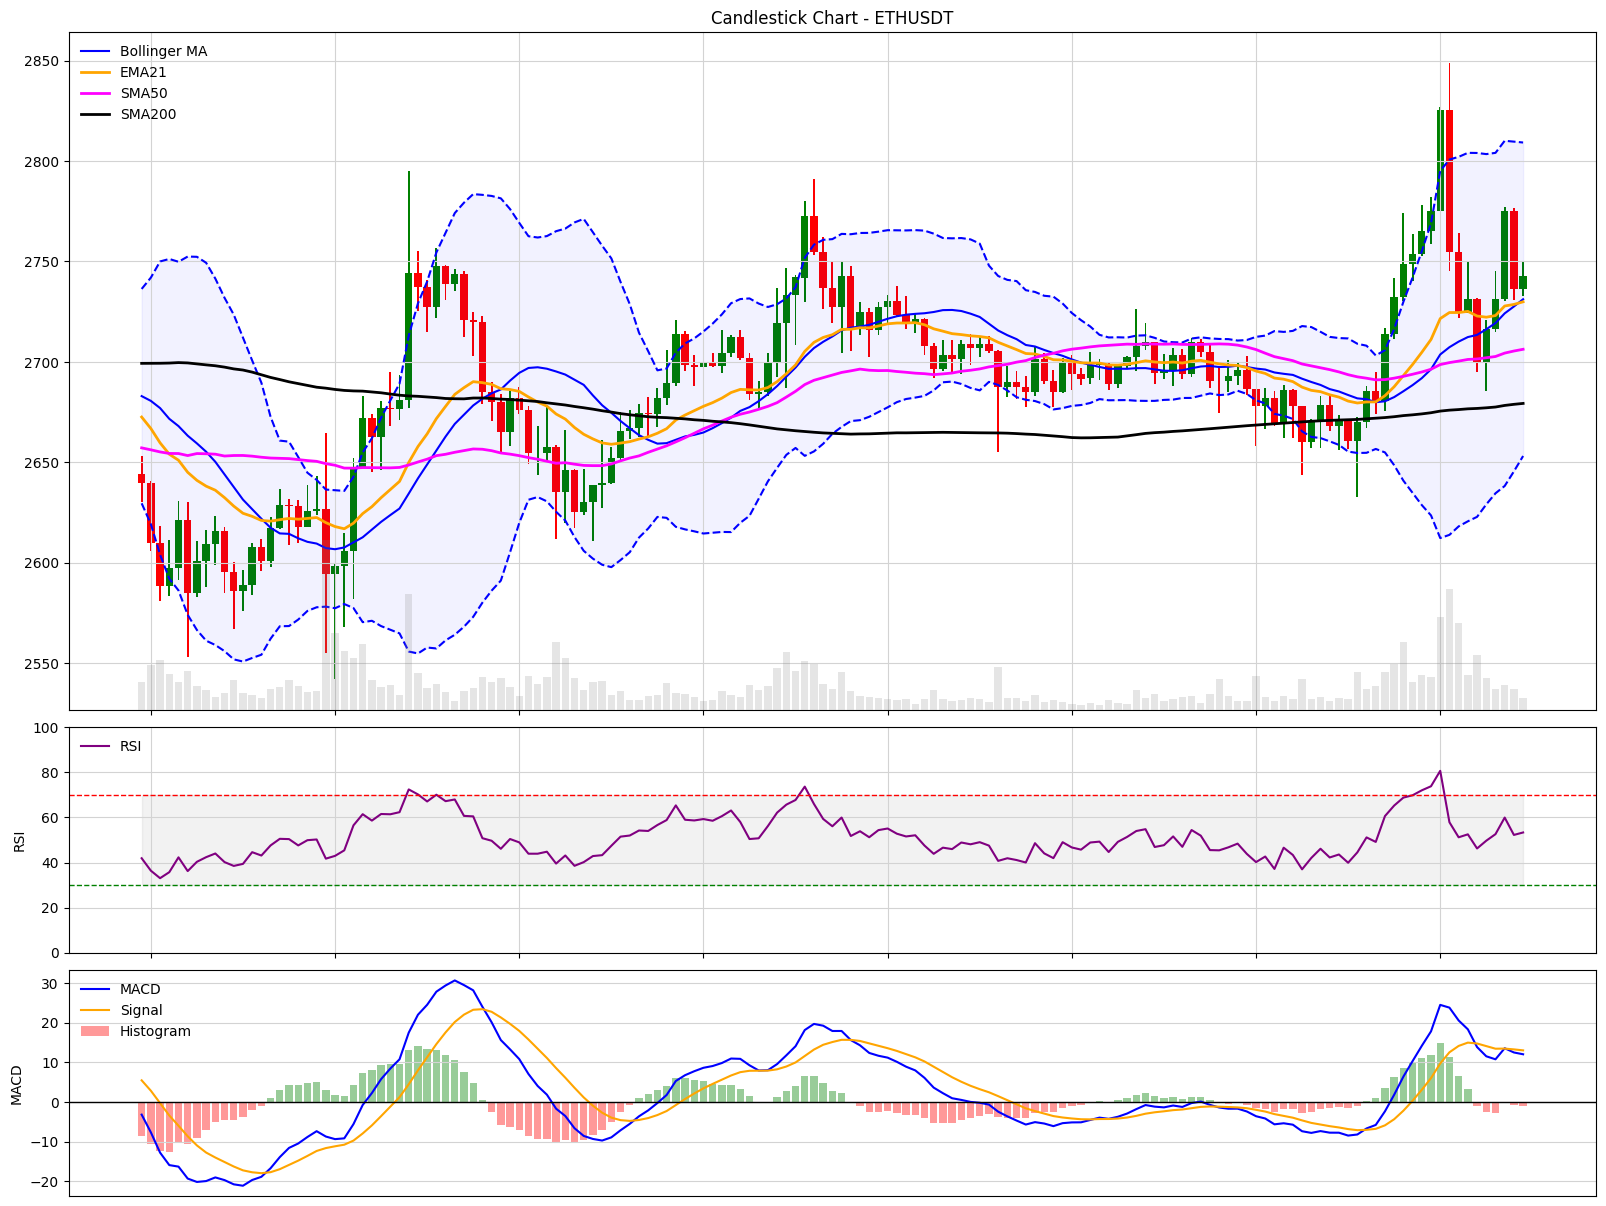 Candlestick Chart - ETHUSDT
Bollinger MA
EMA21
SMA50
SMA200
2850
2800
2750
2700
2650
2600
2550
RSI
100
80
60
40
20
0
RSI
MACD
Signal
Histogram
30
20
10
0
−10
−20
MACD